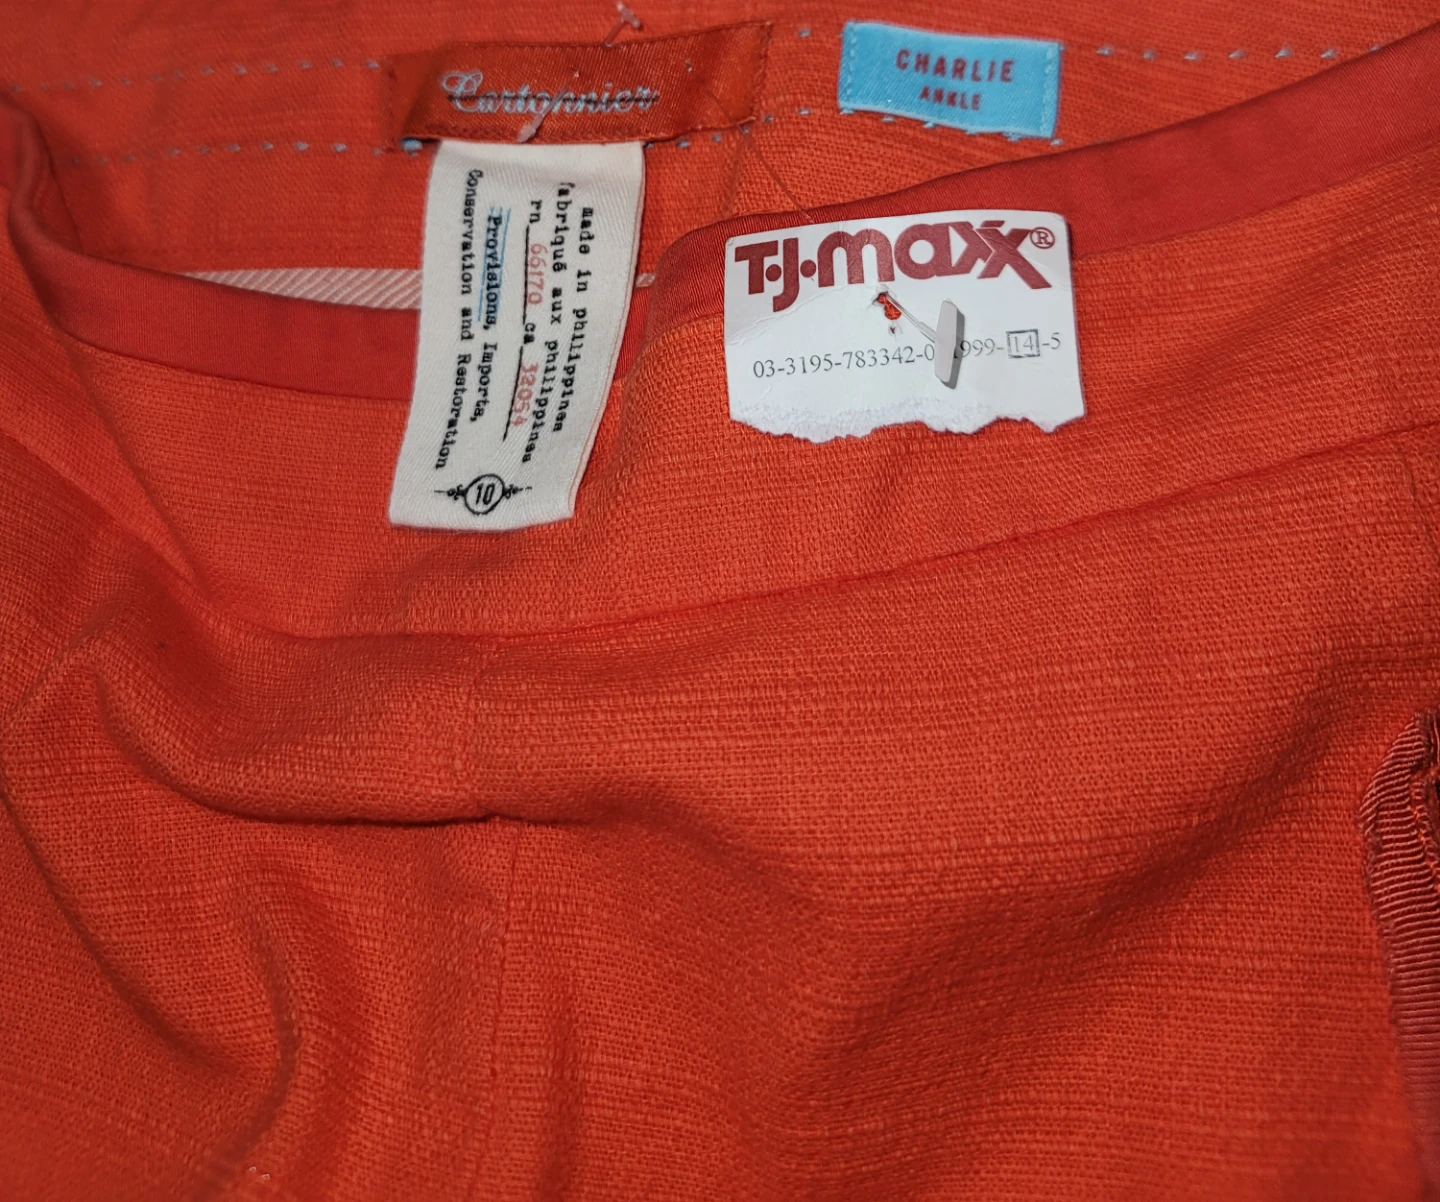 Cartonnier
CHARLIE
ANKLE
made in philippines
fabriqué aux philippines
rn 66170 ca 32054
Provisions, Imports,
Conservation and Restoration
10
T.J.maxx®
03-3195-783342-0 999-14-5